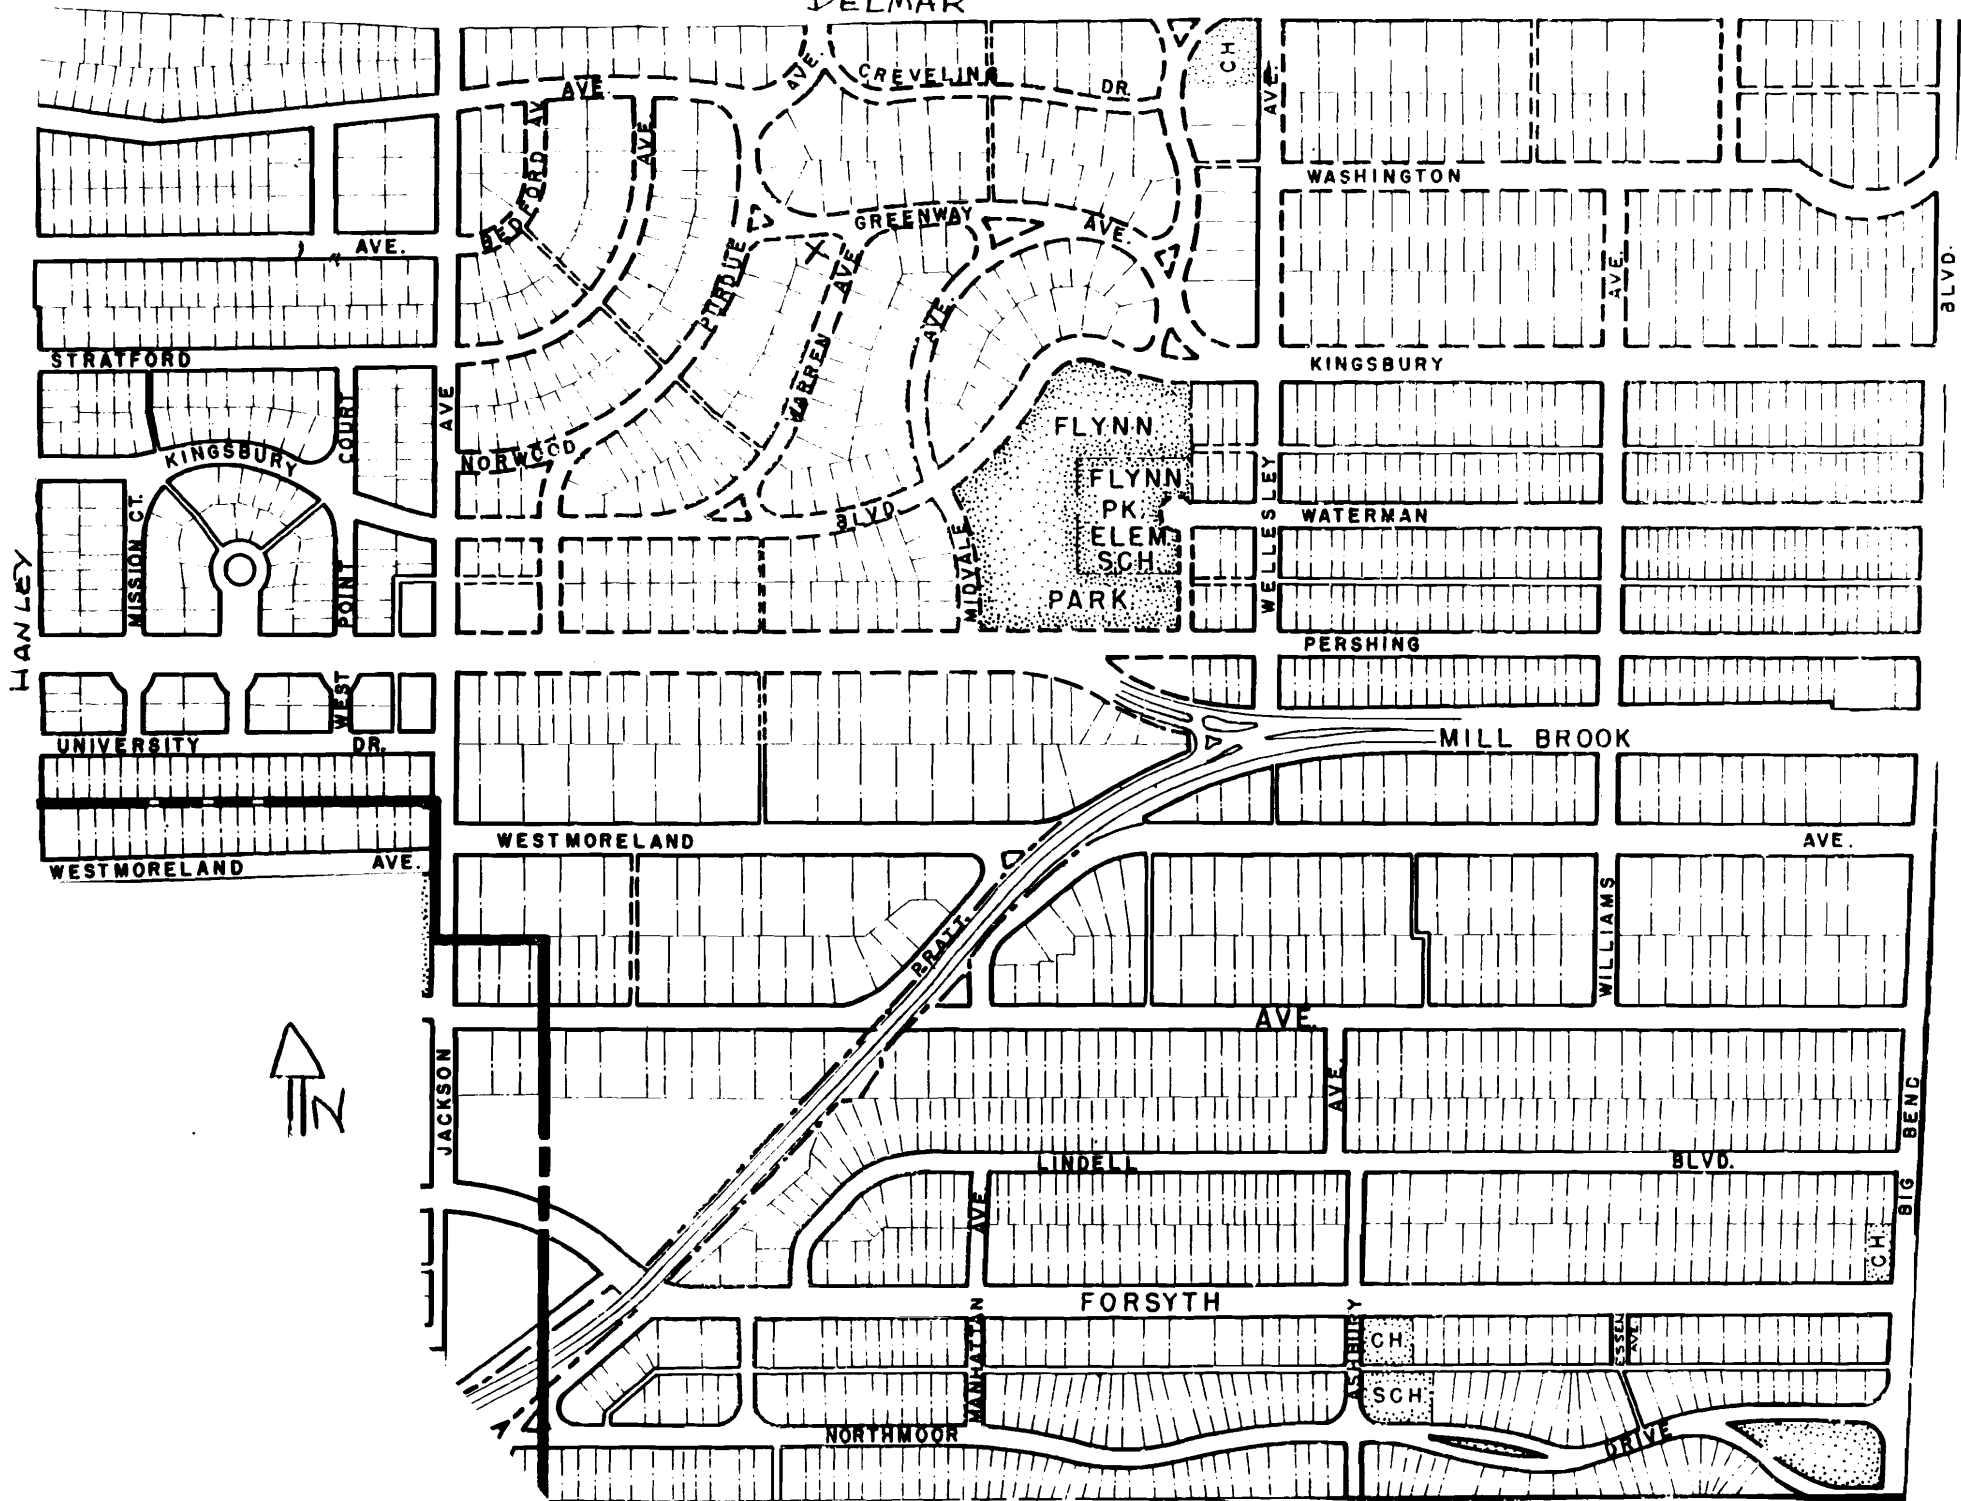 DELMAR
CREVELING
DR.
CH
AVE.
AVE.
AVE
BEDFORD AV
AVE
WASHINGTON
GREENWAY
AVE.
AVE.
PURDUE
X
AVE
AVE.
AVE.
BLVD.
STRATFORD
KINGSBURY
WARREN
COURT
AVE
KINGSBURY
NORWOOD
FLYNN
FLYNN
PK.
ELEM
SCH.
PARK
WELLESLEY
WATERMAN
BLVD.
MISSION CT.
POINT
MIDVALE
HANLEY
PERSHING
WEST
UNIVERSITY
DR.
MILL BROOK
WESTMORELAND
AVE.
WESTMORELAND
AVE.
PRATT.
WILLIAMS
AVE.
N
JACKSON
AVE.
BEND
LINDELL
BLVD.
AVE
BIG
CH
FORSYTH
MANHATTAN
ASHBURY
CH
ESSEN
AVE.
SCH
NORTHMOOR
DRIVE